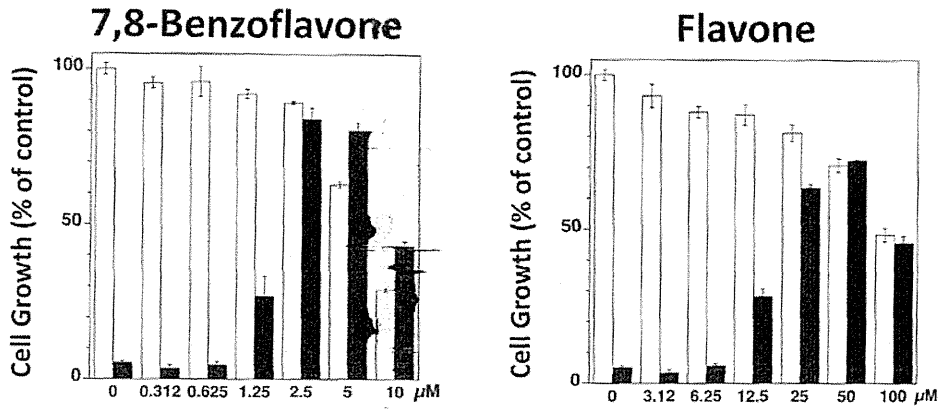 7,8-Benzoflavone
Cell Growth (% of control)
100
50
0
0 0.312 0.625 1.25 2.5 5 10 µM
Flavone
Cell Growth (% of control)
100
50
0
0 3.12 6.25 12.5 25 50 100 µM